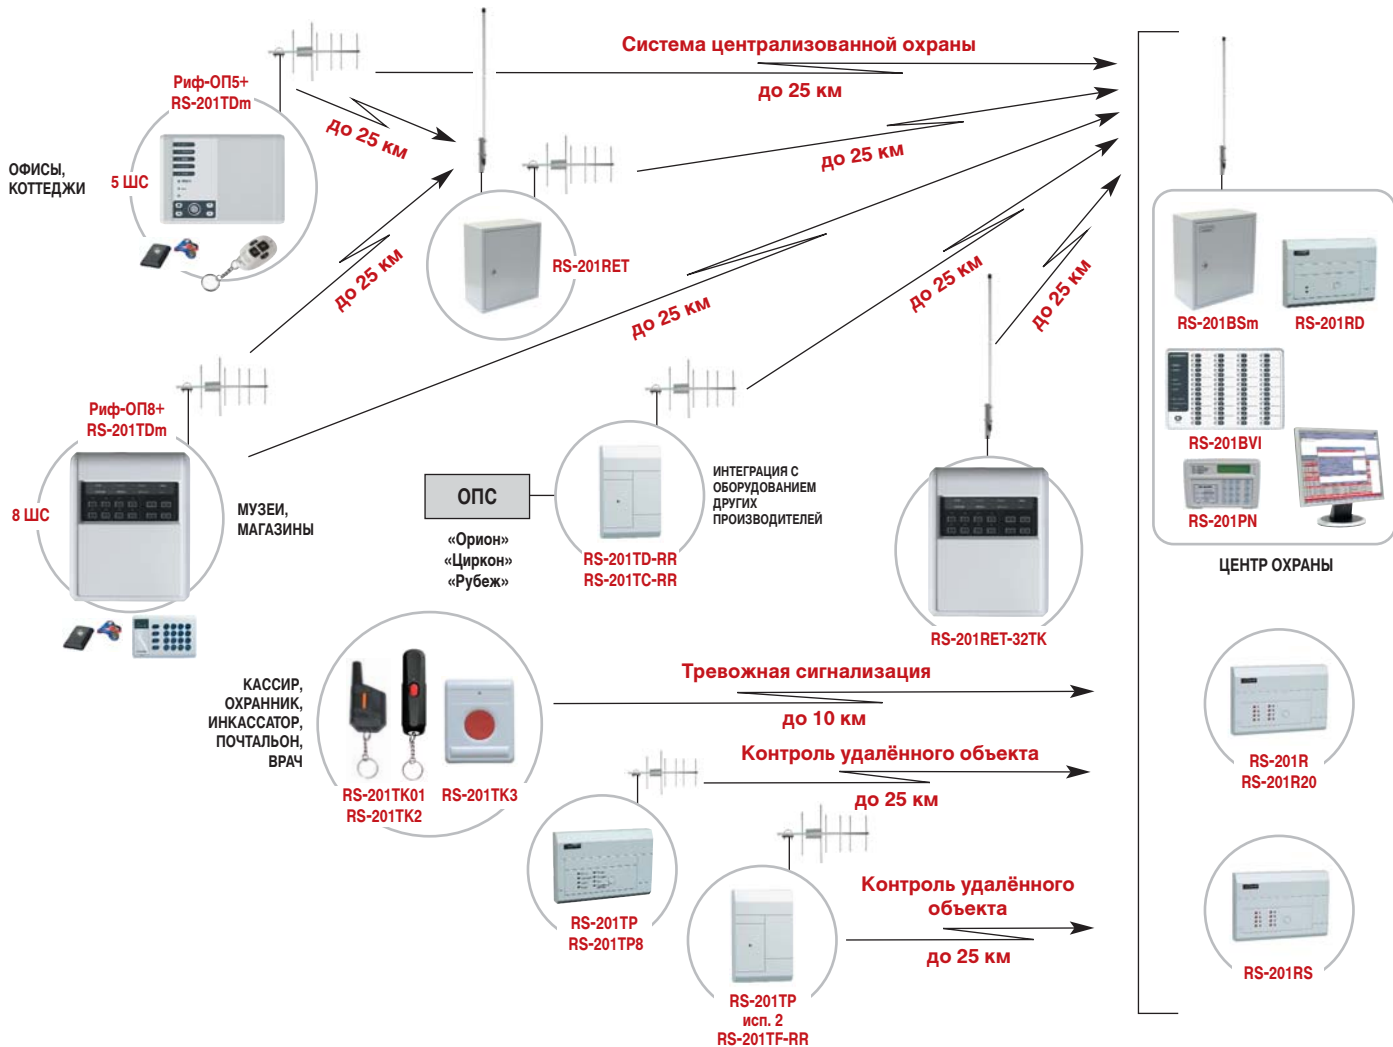 Система централизованной охраны
до 25 км
Риф-ОП5+
RS-201TDm
до 25 км
ОФИСЫ,
КОТТЕДЖИ
5 ШС
до 25 км
RS-201RET
до 25 км
до 25 км
до 25 км
до 25 км
RS-201BSm
RS-201RD
RS-201BVI
RS-201PN
ЦЕНТР ОХРАНЫ
Риф-ОП8+
RS-201TDm
8 ШС
МУЗЕИ,
МАГАЗИНЫ
ОПС
«Орион»
«Циркон»
«Рубеж»
ИНТЕГРАЦИЯ С
ОБОРУДОВАНИЕМ
ДРУГИХ
ПРОИЗВОДИТЕЛЕЙ
RS-201TD-RR
RS-201TC-RR
RS-201RET-32TK
КАССИР,
ОХРАННИК,
ИНКАССАТОР,
ПОЧТАЛЬОН,
ВРАЧ
RS-201TK01
RS-201TK2
RS-201TK3
Тревожная сигнализация
до 10 км
RS-201R
RS-201R20
Контроль удалённого объекта
до 25 км
RS-201TP
RS-201TP8
Контроль удалённого
объекта
до 25 км
RS-201TP
исп. 2
RS-201TF-RR
RS-201RS